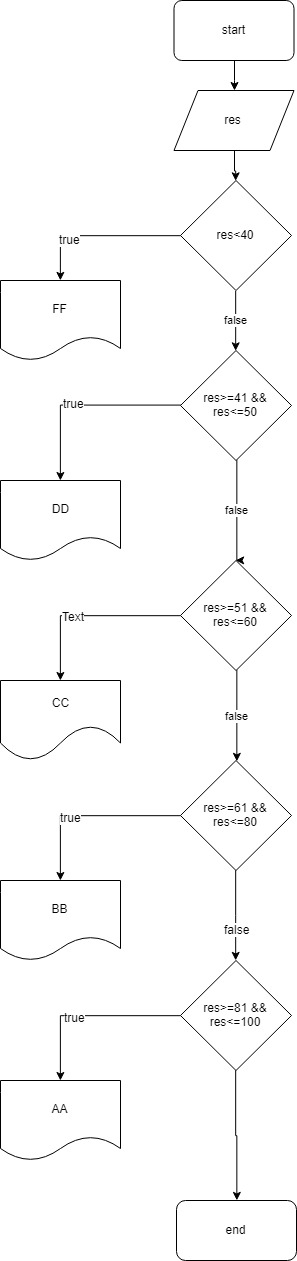 start
res
res<40
true
FF
false
res>=41 &&
res<=50
true
DD
false
res>=51 &&
res<=60
Text
CC
false
res>=61 &&
res<=80
true
BB
false
res>=81 &&
res<=100
true
AA
end